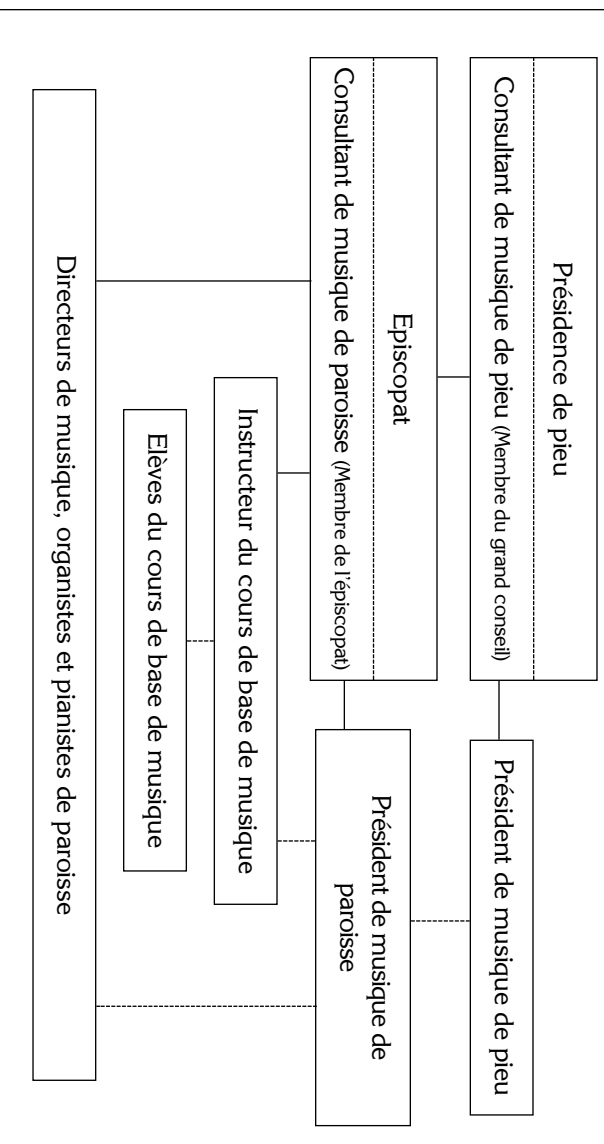 Présidence de pieu
Consultant de musique de pieu (Membre du grand conseil)
Président de musique de pieu
Episcopat
Consultant de musique de paroisse (Membre de l'épiscopat)
Président de musique de
paroisse
Instructeur du cours de base de musique
Elèves du cours de base de musique
Directeurs de musique, organistes et pianistes de paroisse